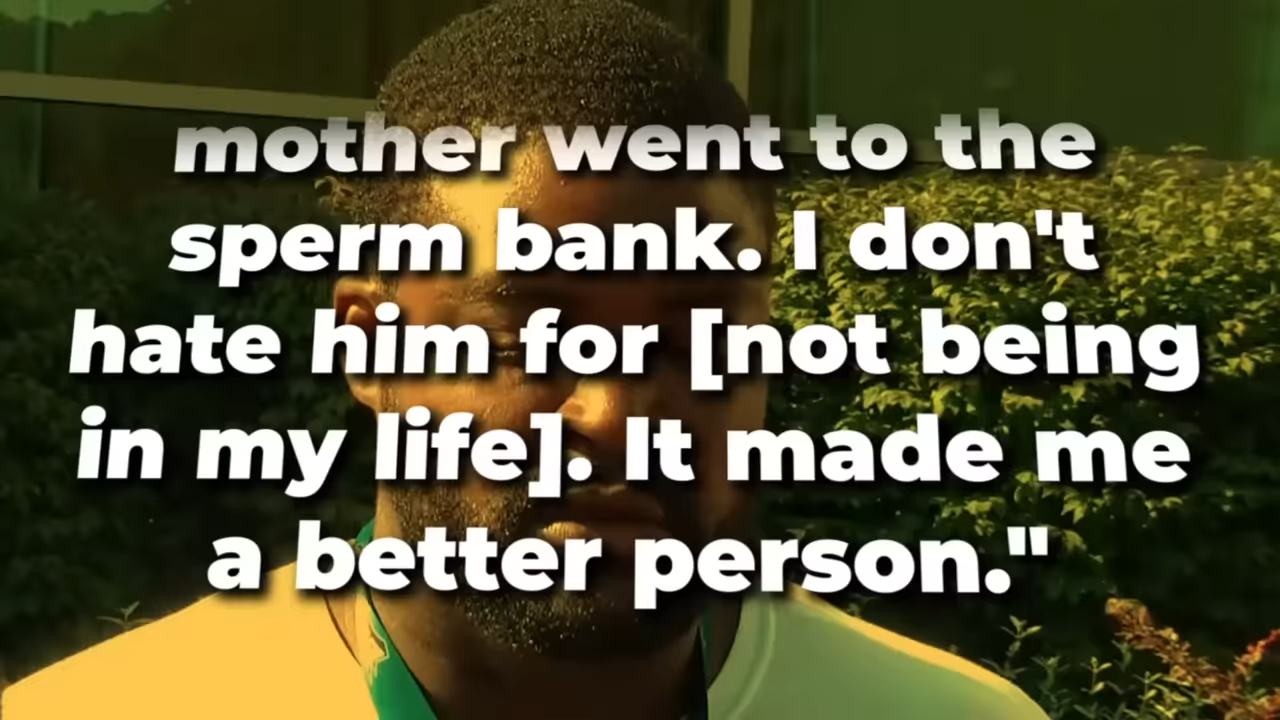 mother went to the
sperm bank. I don't
hate him for [not being
in my life]. It made me
a better person."